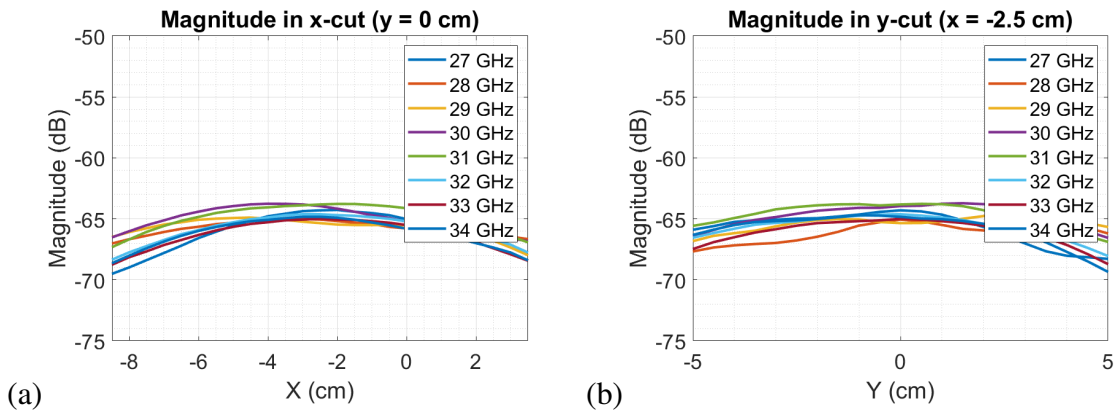 Magnitude in x-cut (y = 0 cm)
-50
-55
-60
-65
-70
-75
Magnitude (dB)
27 GHz
28 GHz
29 GHz
30 GHz
31 GHz
32 GHz
33 GHz
34 GHz
-8 -6 -4 -2 0 2
X (cm)
(a)
Magnitude in y-cut (x = -2.5 cm)
-50
-55
-60
-65
-70
-75
Magnitude (dB)
27 GHz
28 GHz
29 GHz
30 GHz
31 GHz
32 GHz
33 GHz
34 GHz
-5 0 5
Y (cm)
(b)